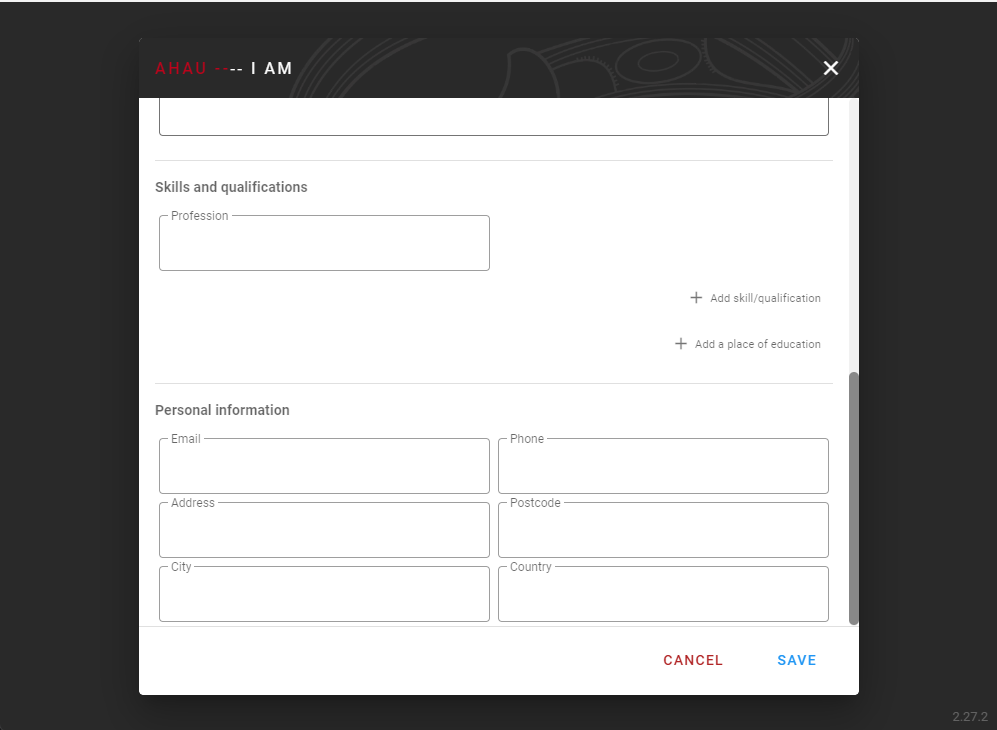 AHAU ---- I AM
Skills and qualifications
Profession
Add skill/qualification
Add a place of education
Personal information
Email Phone
Address Postcode
City Country
CANCEL SAVE
2.27.2